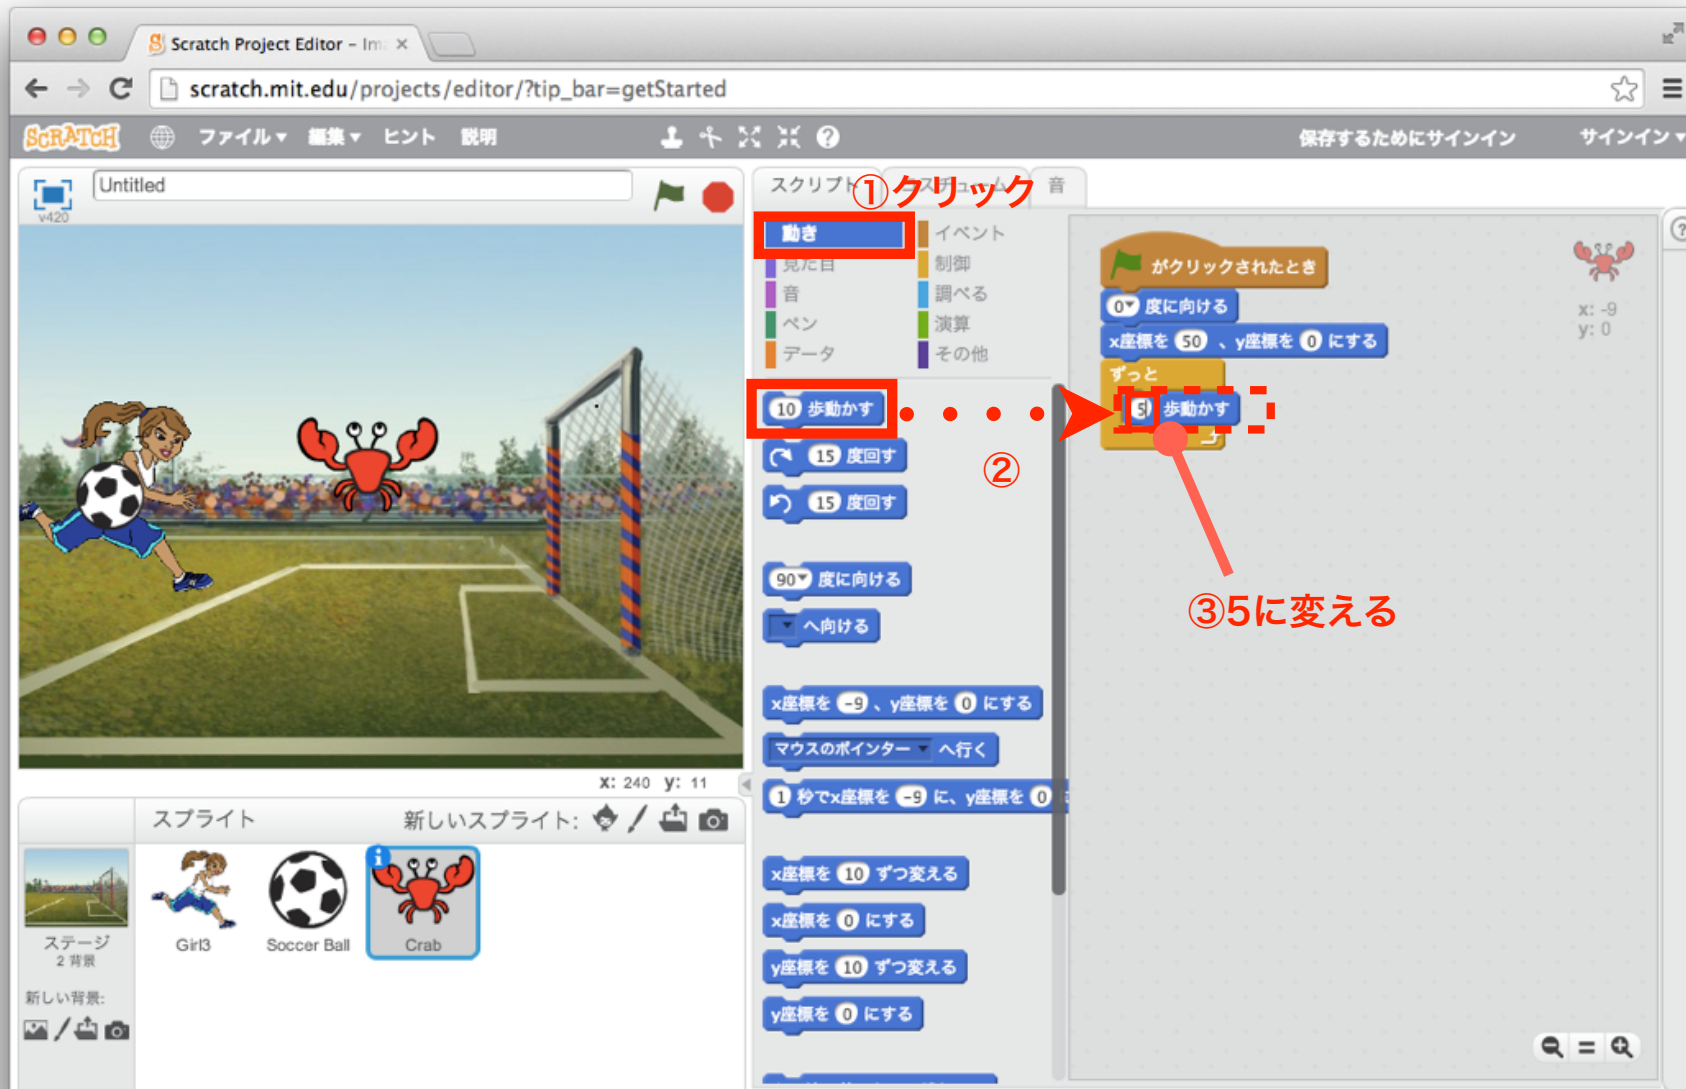 Scratch Project Editor – Im
scratch.mit.edu/projects/editor/?tip_bar=getStarted
SCRATCH ファイル 編集 ヒント 説明 保存するためにサインイン サインイン
v420 Untitled
スクリプト コスチューム 音
①クリック
動き イベント
見た目 制御
音 調べる
ペン 演算
データ その他
10 歩動かす
15 度回す
15 度回す
90 度に向ける
へ向ける
x座標を -9 、y座標を 0 にする
マウスのポインター へ行く
1 秒でx座標を -9 に、y座標を 0
x座標を 10 ずつ変える
x座標を 0 にする
y座標を 10 ずつ変える
y座標を 0 にする
がクリックされたとき
0 度に向ける
x座標を 50 、y座標を 0 にする
ずっと
5 歩動かす
②
③5に変える
x: -9
y: 0
x: 240 y: 11
スプライト 新しいスプライト:
ステージ
2 背景
新しい背景:
Girl3
Soccer Ball
Crab